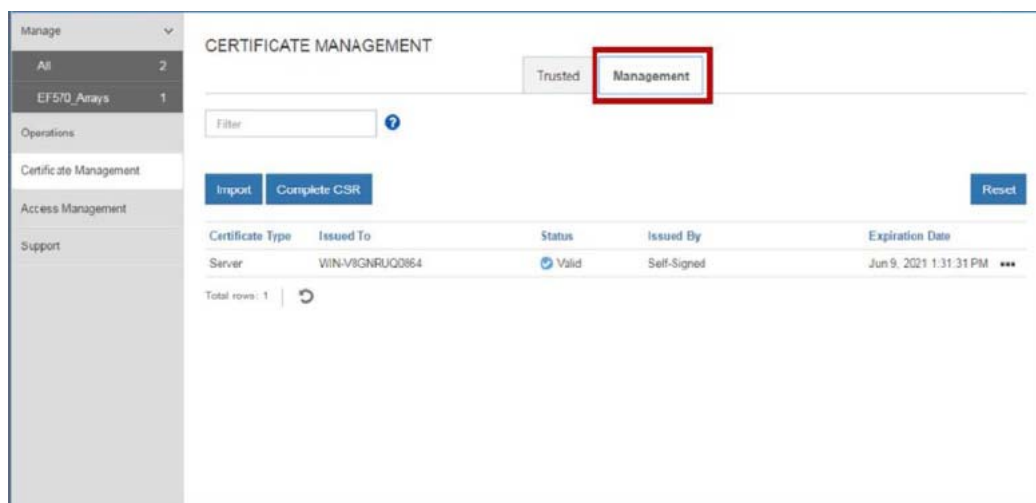 Manage
All 2
EF570_Arrays 1
Operations
Certificate Management
Access Management
Support
CERTIFICATE MANAGEMENT
Trusted Management
Filter
?
Import Complete CSR Reset
Certificate Type Issued To Status Issued By Expiration Date
Server WIN-V8GNRUQ0864 Valid Self-Signed Jun 9, 2021 1:31:31 PM •••
Total rows: 1